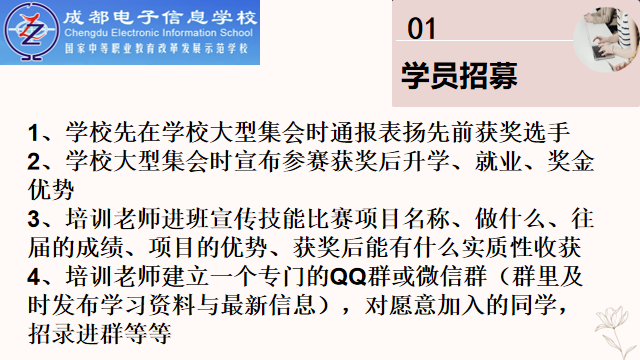 成都电子信息学校
Chengdu Electronic Information School
国家中等职业教育改革发展示范学校
01
学员招募
1、学校先在学校大型集会时通报表扬先前获奖选手
2、学校大型集会时宣布参赛获奖后升学、就业、奖金
优势
3、培训老师进班宣传技能比赛项目名称、做什么、往
届的成绩、项目的优势、获奖后能有什么实质性收获
4、培训老师建立一个专门的QQ群或微信群（群里及
时发布学习资料与最新信息），对愿意加入的同学，
招录进群等等